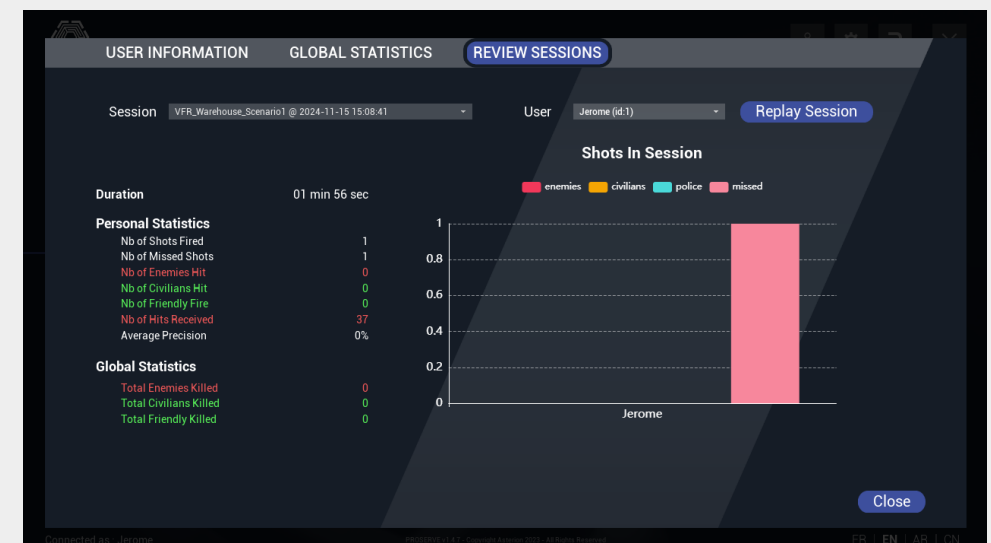 USER INFORMATION GLOBAL STATISTICS REVIEW SESSIONS
Session VFR_Warehouse_Scenario1 @ 2024-11-15 15:08:41 User Jerome (id:1) Replay Session
Shots In Session
enemies civilians police missed
Duration 01 min 56 sec
Personal Statistics
Nb of Shots Fired 1
Nb of Missed Shots 1
Nb of Enemies Hit 0
Nb of Civilians Hit 0
Nb of Friendly Fire 0
Nb of Hits Received 37
Average Precision 0%
Global Statistics
Total Enemies Killed 0
Total Civilians Killed 0
Total Friendly Killed 0
1
0.8
0.6
0.4
0.2
0
Jerome
Close
Connected as : Jerome
FR | EN | AR | CN